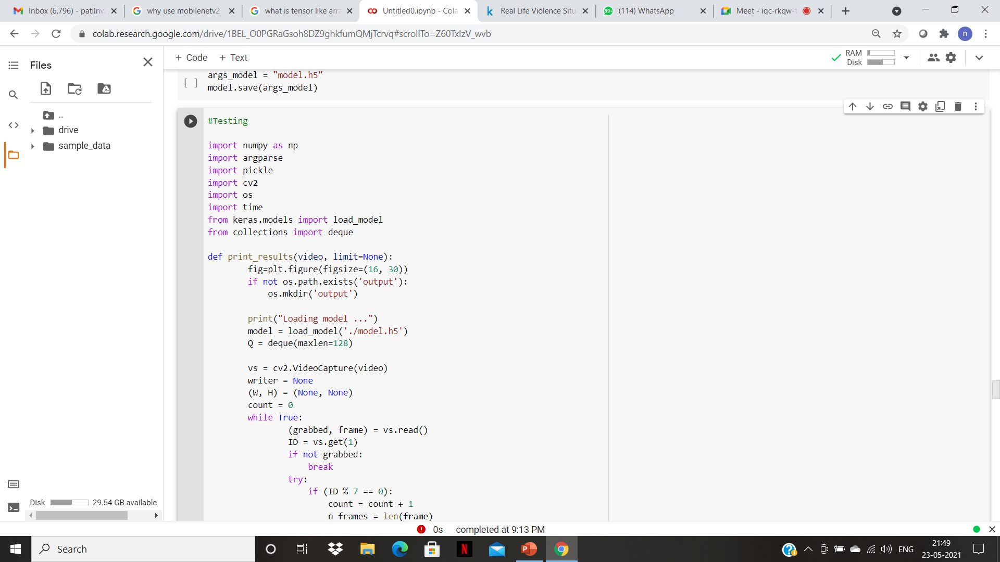 Inbox (6,796) - patilnv
why use mobilenetv2
what is tensor like arra
Untitled0.ipynb - Cola
Real Life Violence Situ
99+
(114) WhatsApp
Meet - iqc-rkqw-t
colab.research.google.com/drive/1BEL_O0PGRaGsoh8DZ9ghkfumQMjTcrvq#scrollTo=Z60TxIzV_wvb
n
Files
+ Code + Text
RAM
Disk
..
drive
sample_data
args_model = "model.h5"
[ ]
model.save(args_model)
#Testing
import numpy as np
import argparse
import pickle
import cv2
import os
import time
from keras.models import load_model
from collections import deque
def print_results(video, limit=None):
fig=plt.figure(figsize=(16, 30))
if not os.path.exists('output'):
os.mkdir('output')
print("Loading model ...")
model = load_model('./model.h5')
Q = deque(maxlen=128)
vs = cv2.VideoCapture(video)
writer = None
(W, H) = (None, None)
count = 0
while True:
(grabbed, frame) = vs.read()
ID = vs.get(1)
if not grabbed:
break
try:
if (ID % 7 == 0):
count = count + 1
n_frames = len(frame)
Disk 29.54 GB available
0s completed at 9:13 PM
Search
N
P
ENG
21:49
23-05-2021